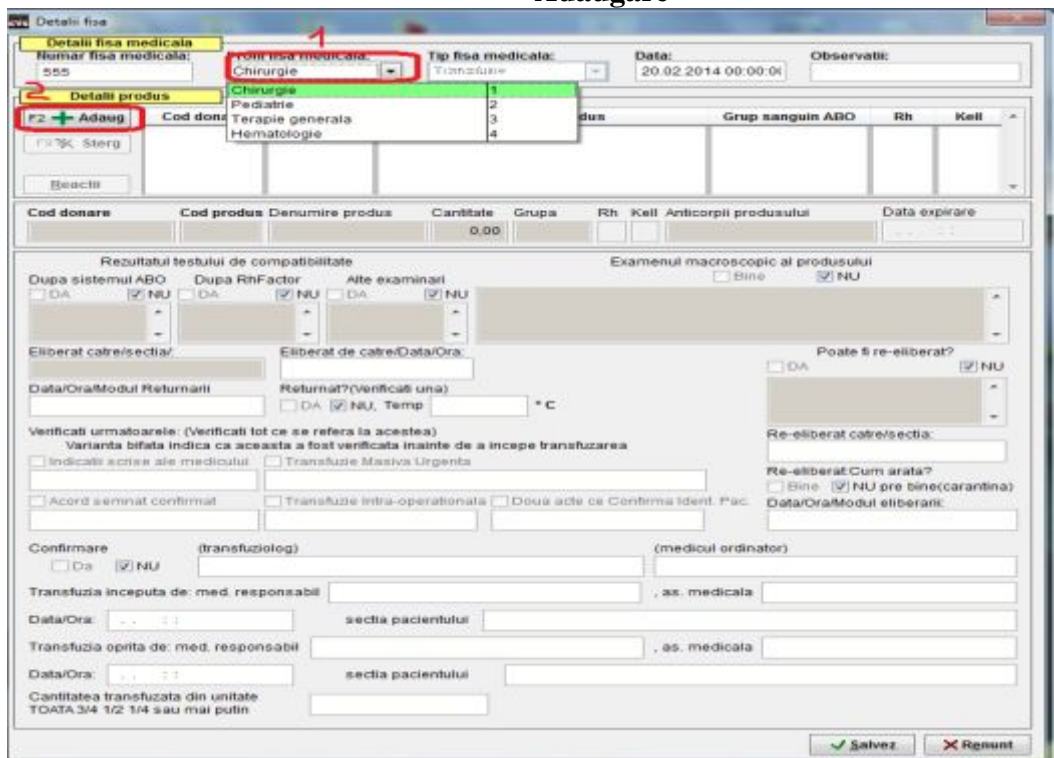 Adaugare
Detalii fisa
1
Detalii fisa medicala
Numar fisa medicala: Profil fisa medicala: Tip fisa medicala: Data: Observatii:
555 Chirurgie Transfuzie 20.02.2014 00:00:00
Chirurgie 1
Pediatrie 2
Terapie generala 3
Hematologie 4
2
Detalii produs
F2 Adaug Cod dona dus Grup sanguin ABO Rh Kell
Sterg
Reactii
Cod donare Cod produs Denumire produs Cantitate Grupa Rh Kell Anticorpii produsului Data expirare
0,00
Rezultatul testului de compatibilitate Examenul macroscopic al produsului
Bine NU
Dupa sistemul ABO Dupa RhFactor Alte examinari
DA NU DA NU DA NU
Eliberat catre/sectia/: Eliberat de catre/Data/Ora: Poate fi re-eliberat?
DA NU
Data/Ora/Modul Returnarii Returnat?(Verificati una)
DA NU, Temp ° C
Verificati urmatoarele: (Verificati tot ce se refera la acestea)
Varianta bifata indica ca aceasta a fost verificata inainte de a incepe transfuzarea
Re-eliberat catre/sectia:
Indicatii scrise ale medicului Transfuzie Masiva Urgenta
Re-eliberat:Cum arata?
Bine NU pre bine(carantina)
Acord semnat confirmat Transfuzie Intra-operationala Doua acte ce Confirma Ident. Pac. Data/Ora/Modul eliberarii:
Confirmare (transfuziolog) (medicul ordinator)
Da NU
Transfuzia inceputa de: med. responsabil , as. medicala
Data/Ora: sectia pacientului
Transfuzia oprita de: med. responsabil , as. medicala
Data/Ora: sectia pacientului
Cantitatea transfuzata din unitate
TOATA 3/4 1/2 1/4 sau mai putin
Salvez Renunt